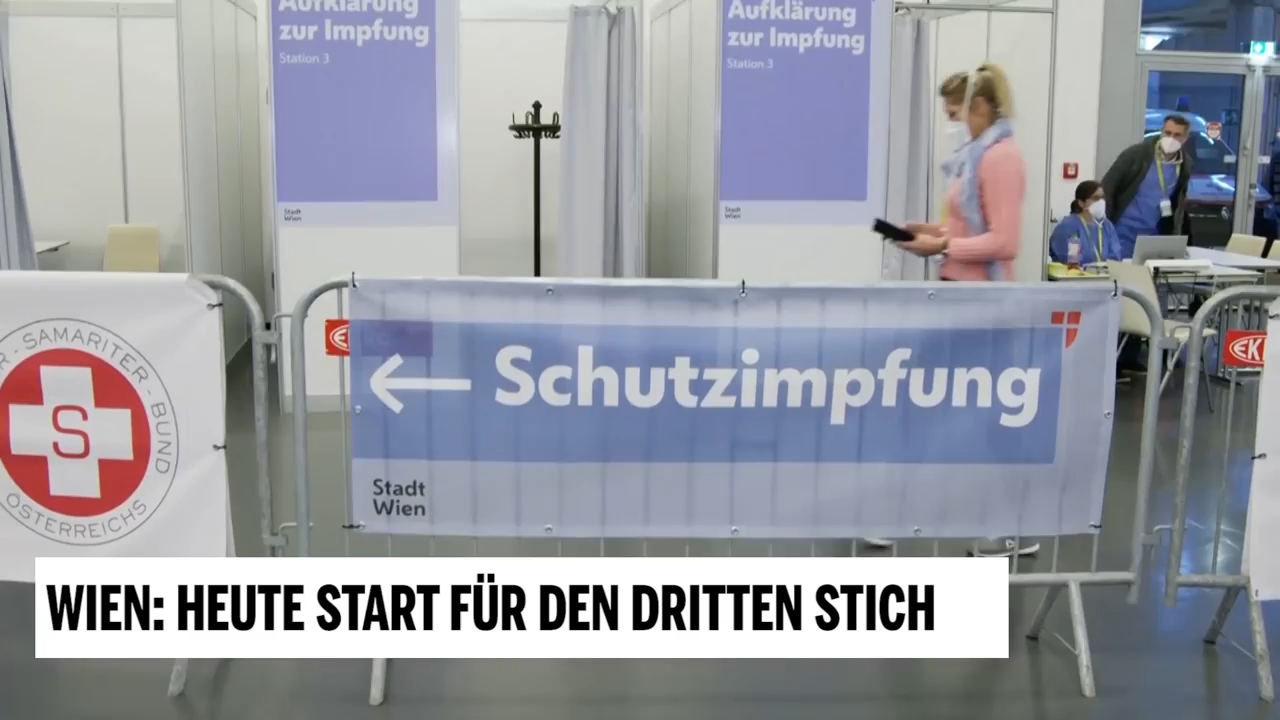 Aufklärung
zur Impfung
Station 3
Stadt
Wien
Aufklärung
zur Impfung
Station 3
Stadt
Wien
SAMARITER-BUND
ÖSTERREICHS
S
← Schutzimpfung
Stadt
Wien
WIEN: HEUTE START FÜR DEN DRITTEN STICH